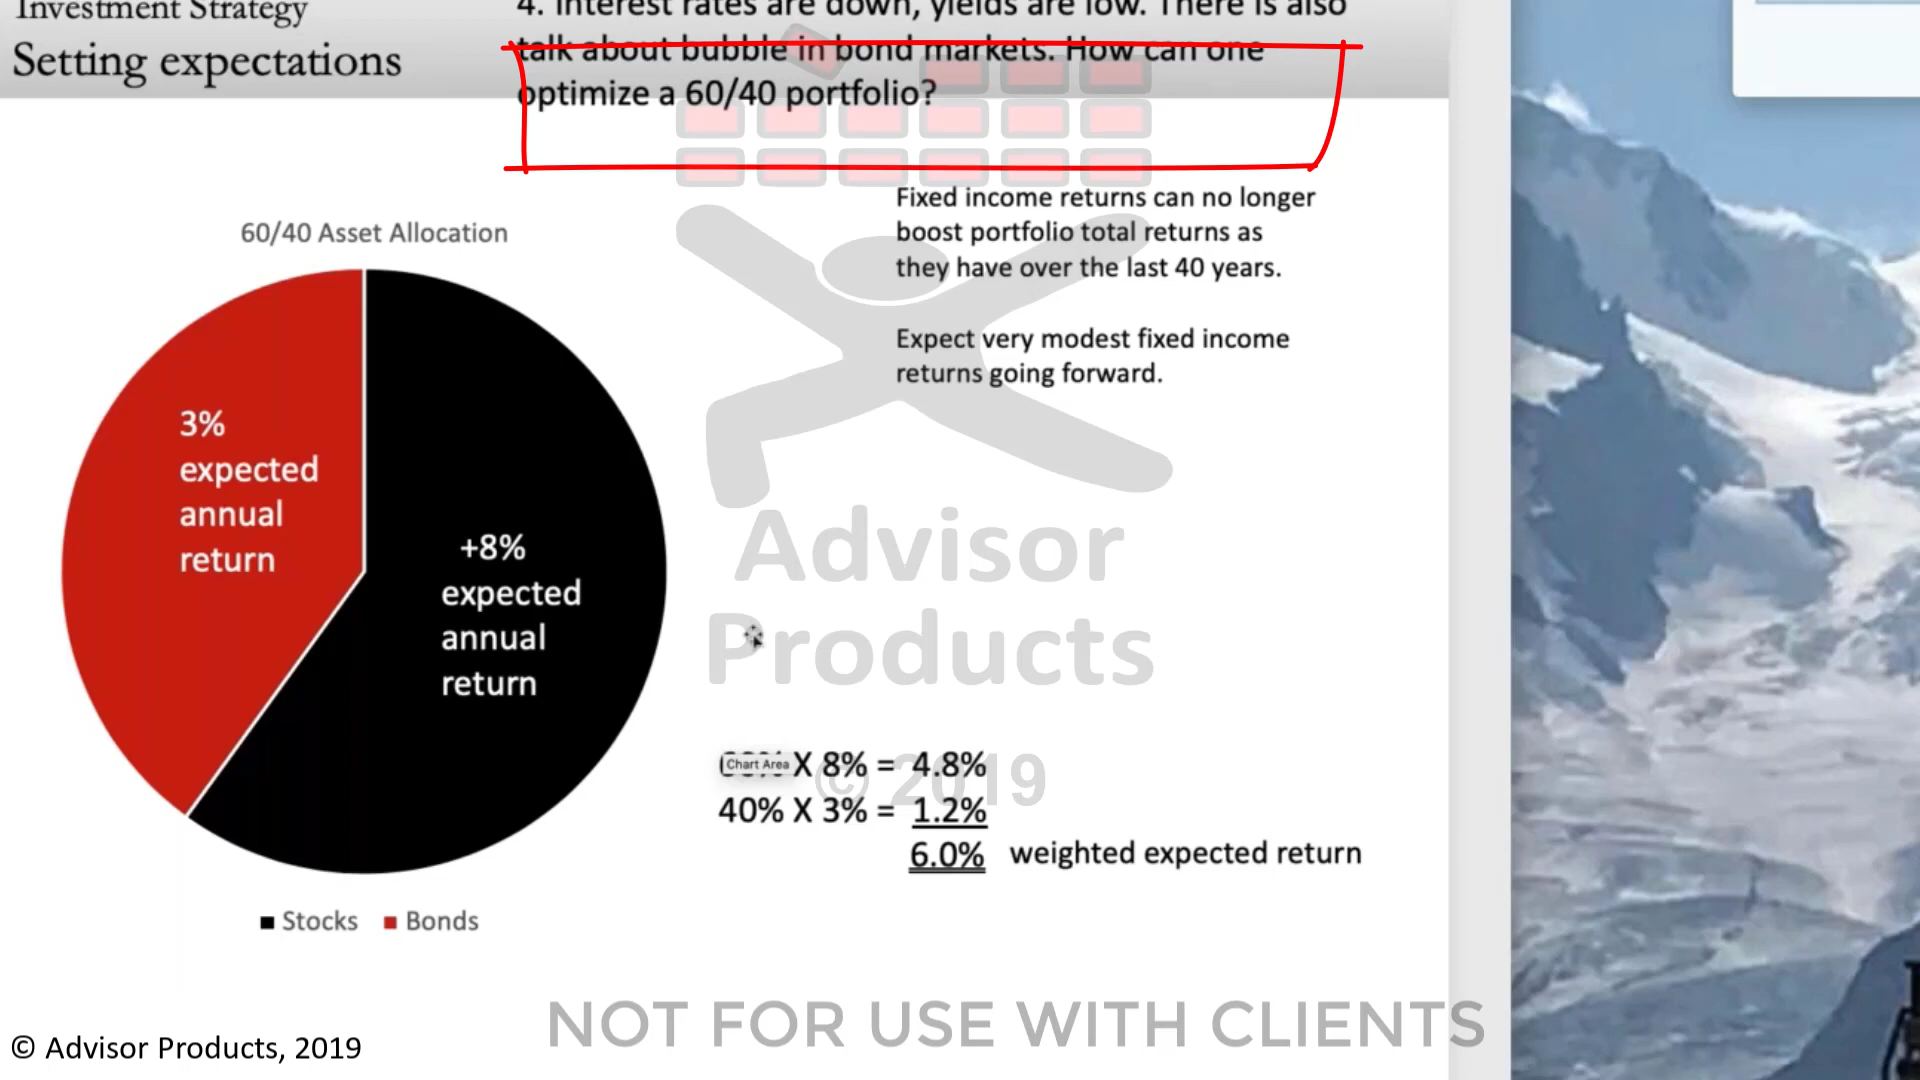 Investment Strategy
Setting expectations
4. Interest rates are down, yields are low. There is also
talk about bubble in bond markets. How can one
optimize a 60/40 portfolio?
Fixed income returns can no longer
boost portfolio total returns as
they have over the last 40 years.
Expect very modest fixed income
returns going forward.
60/40 Asset Allocation
3%
expected
annual
return
+8%
expected
annual
return
Advisor
Products
© 2019
Chart Area X 8% = 4.8%
40% X 3% = 1.2%
6.0% weighted expected return
Stocks Bonds
NOT FOR USE WITH CLIENTS
© Advisor Products, 2019